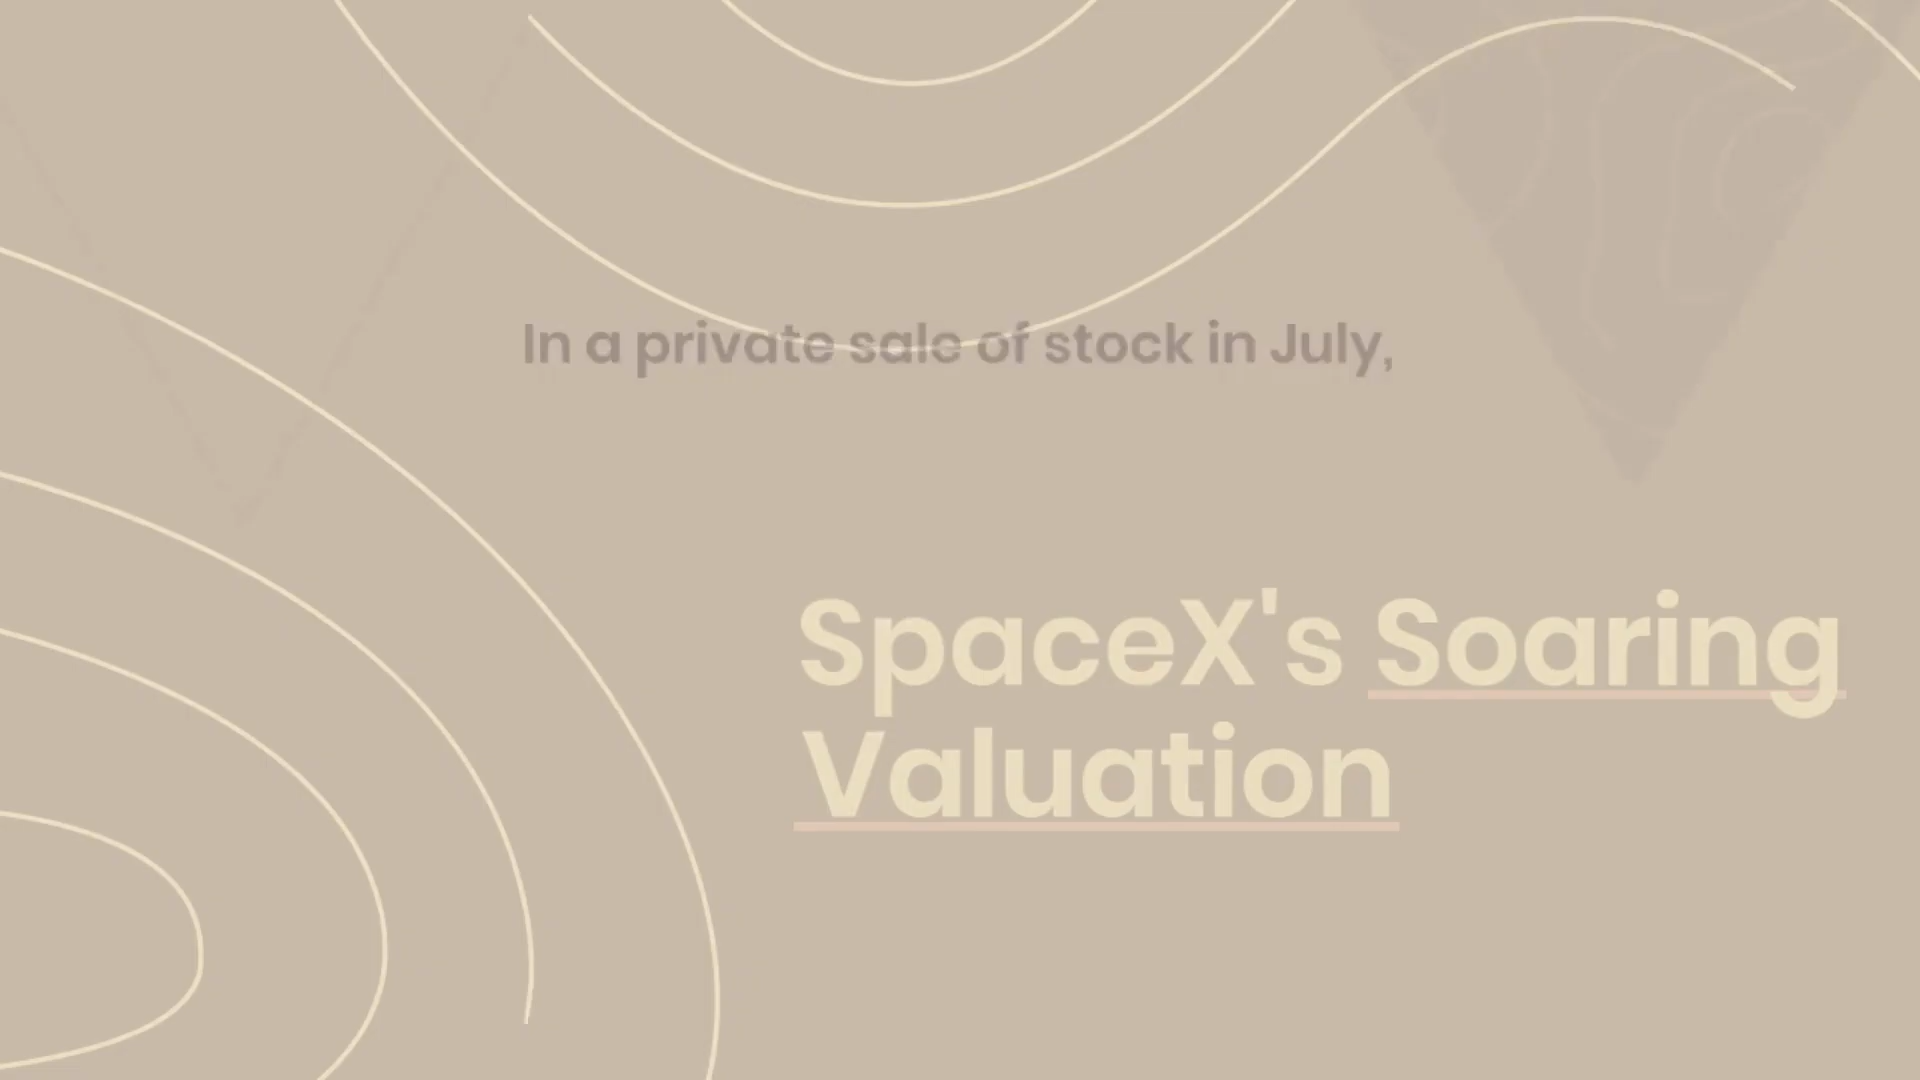 In a private sale of stock in July,
SpaceX's Soaring
Valuation